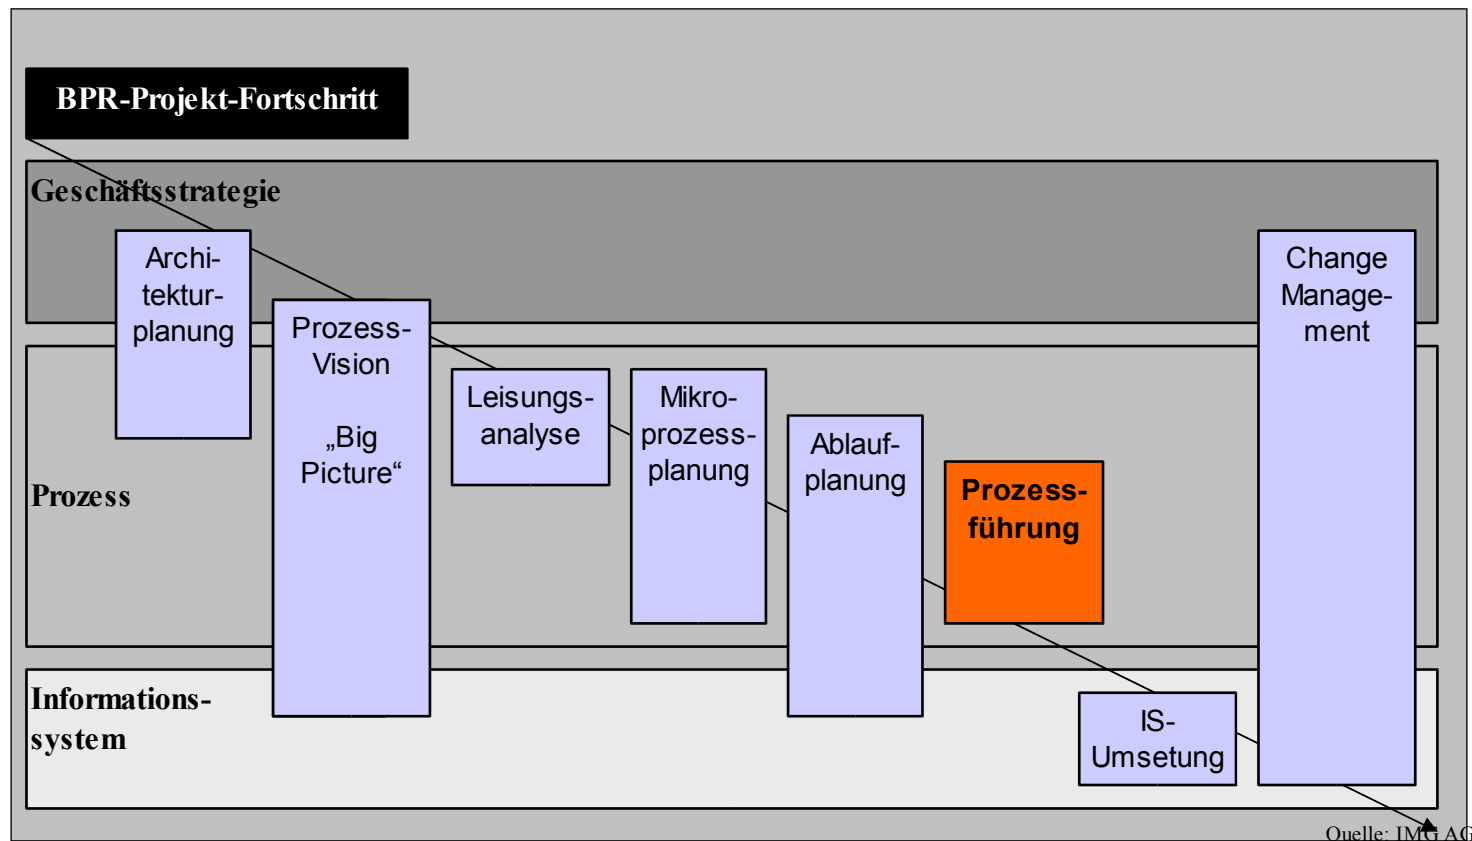 BPR-Projekt-Fortschritt
Geschäftsstrategie
Archi-
tektur-
planung
Prozess-
Vision
„Big
Picture“
Leisungs-
analyse
Mikro-
prozess-
planung
Ablauf-
planung
Prozess-
führung
Change
Manage-
ment
Prozess
Informations-
system
IS-
Umsetung
Quelle: IMG AG